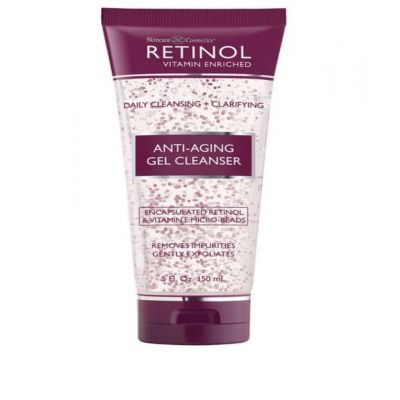 Skincare LdeL Cosmetics®
RETINOL
VITAMIN ENRICHED
DAILY CLEANSING + CLARIFYING
ANTI-AGING
GEL CLEANSER
ENCAPSULATED RETINOL
& VITAMIN E MICRO-BEADS
REMOVES IMPURITIES
GENTLY EXFOLIATES
5 Fl. Oz. 150 mL